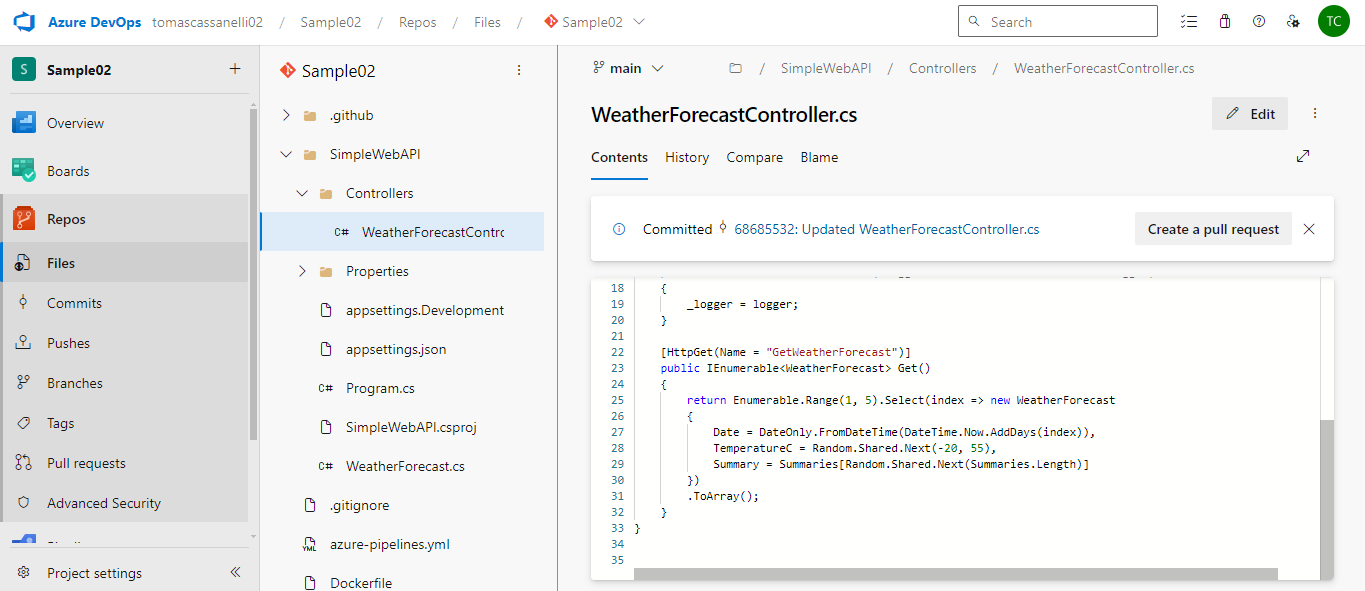 Azure DevOps tomascassanelli02 / Sample02 / Repos / Files / Sample02
Search
TC
S Sample02 +
Overview
Boards
Repos
Files
Commits
Pushes
Branches
Tags
Pull requests
Advanced Security
Project settings
Sample02
.github
SimpleWebAPI
Controllers
C# WeatherForecastContro
Properties
appsettings.Development
appsettings.json
C# Program.cs
SimpleWebAPI.csproj
C# WeatherForecast.cs
.gitignore
YML azure-pipelines.yml
Dockerfile
main
/ SimpleWebAPI / Controllers / WeatherForecastController.cs
WeatherForecastController.cs
Edit
Contents History Compare Blame
Committed 68685532: Updated WeatherForecastController.cs
Create a pull request
18 {
19 _logger = logger;
20 }
21
22 [HttpGet(Name = "GetWeatherForecast")]
23 public IEnumerable<WeatherForecast> Get()
24 {
25 return Enumerable.Range(1, 5).Select(index => new WeatherForecast
26 {
27 Date = DateOnly.FromDateTime(DateTime.Now.AddDays(index)),
28 TemperatureC = Random.Shared.Next(-20, 55),
29 Summary = Summaries[Random.Shared.Next(Summaries.Length)]
30 })
31 .ToArray();
32 }
33 }
34
35